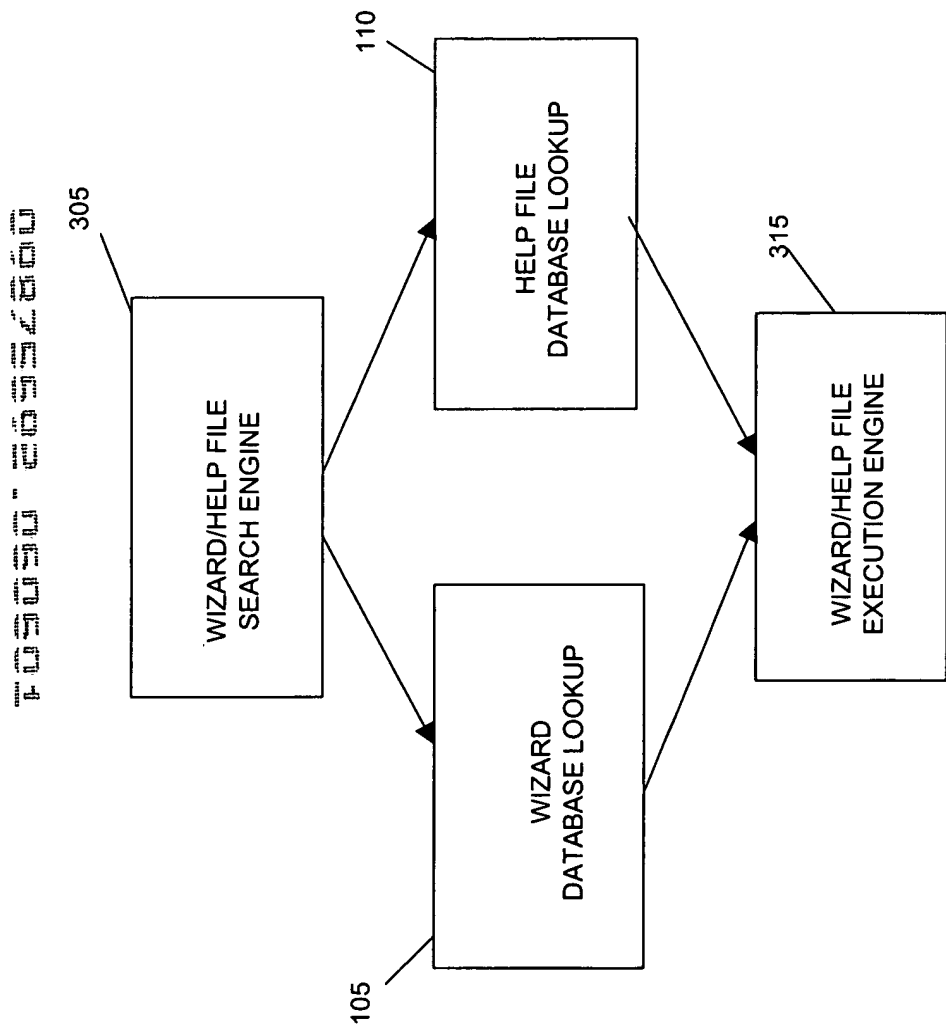 305
WIZARD/HELP FILE
SEARCH ENGINE
110
HELP FILE
DATABASE LOOKUP
105
WIZARD
DATABASE LOOKUP
315
WIZARD/HELP FILE
EXECUTION ENGINE